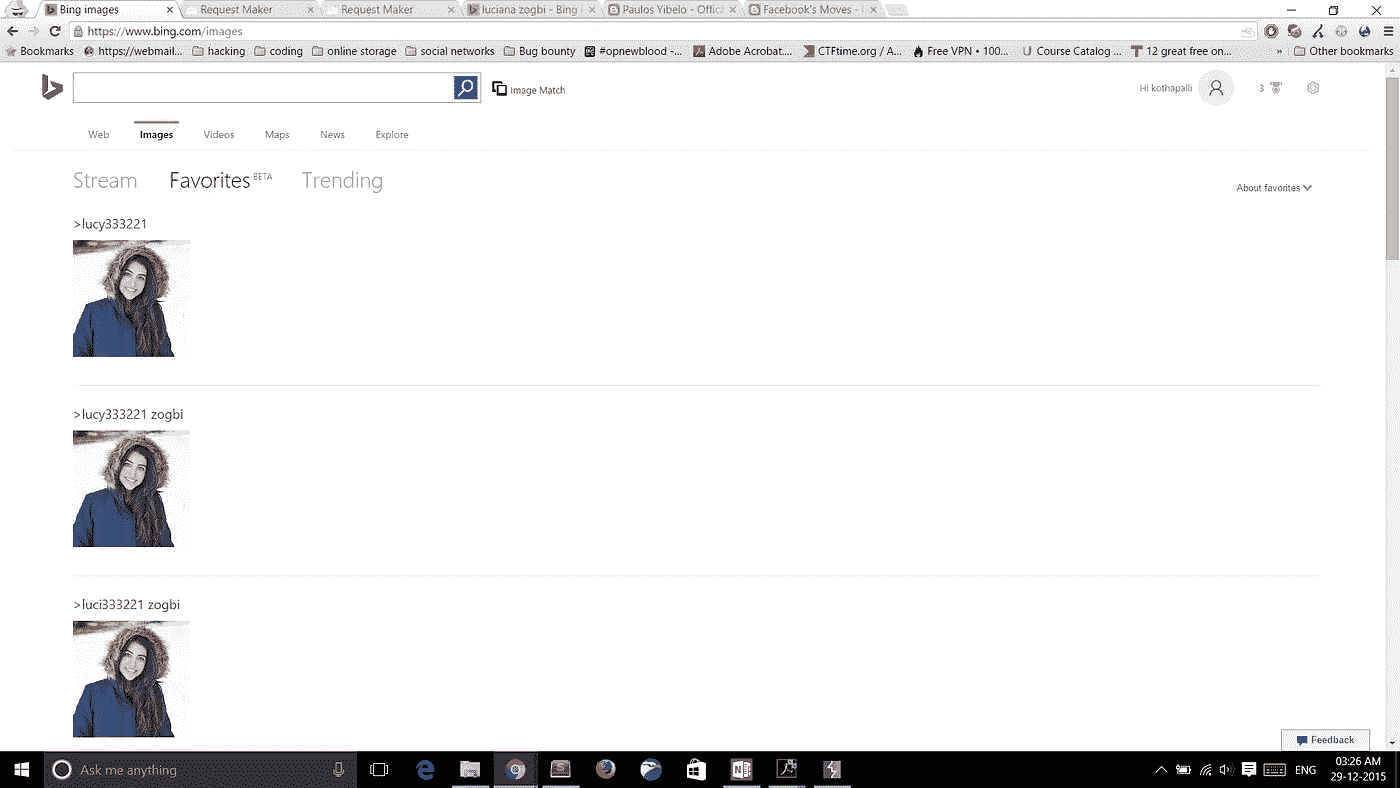 Bing images
Request Maker
Request Maker
luciana zogbi - Bing
Paulos Yibelo - Offic
Facebook's Moves -
https://www.bing.com/images
Bookmarks
https://webmail...
hacking
coding
online storage
social networks
Bug bounty
#opnewblood -...
Adobe Acrobat....
CTFtime.org / A...
Free VPN • 100...
Course Catalog ...
12 great free on...
»
Other bookmarks
Image Match
Hi kothapalli
3
Web
Images
Videos
Maps
News
Explore
Stream
Favorites BETA
Trending
About favorites
>lucy333221
>lucy333221 zogbi
>luci333221 zogbi
Feedback
Ask me anything
ENG
03:26 AM
29-12-2015